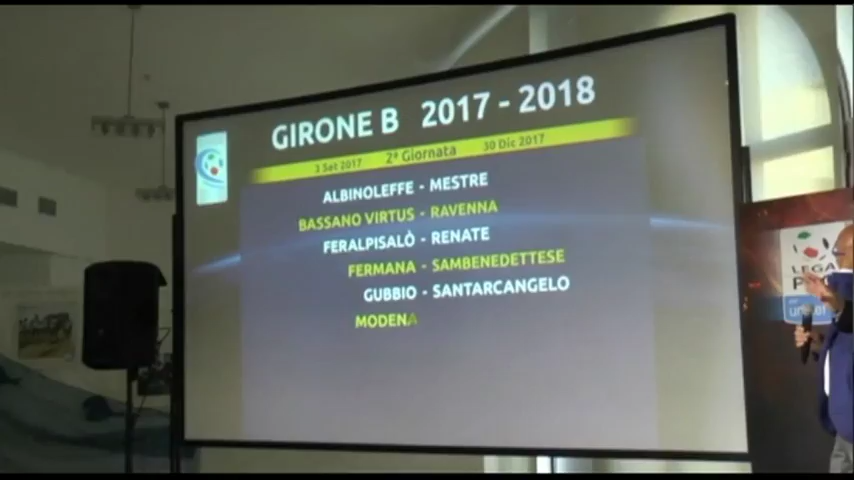 GIRONE B 2017 - 2018
3 Set 2017 2ª Giornata 30 Dic 2017
ALBINOLEFFE - MESTRE
BASSANO VIRTUS - RAVENNA
FERALPISALÒ - RENATE
FERMANA - SAMBENEDETTESE
GUBBIO - SANTARCANGELO
MODENA
LEGA